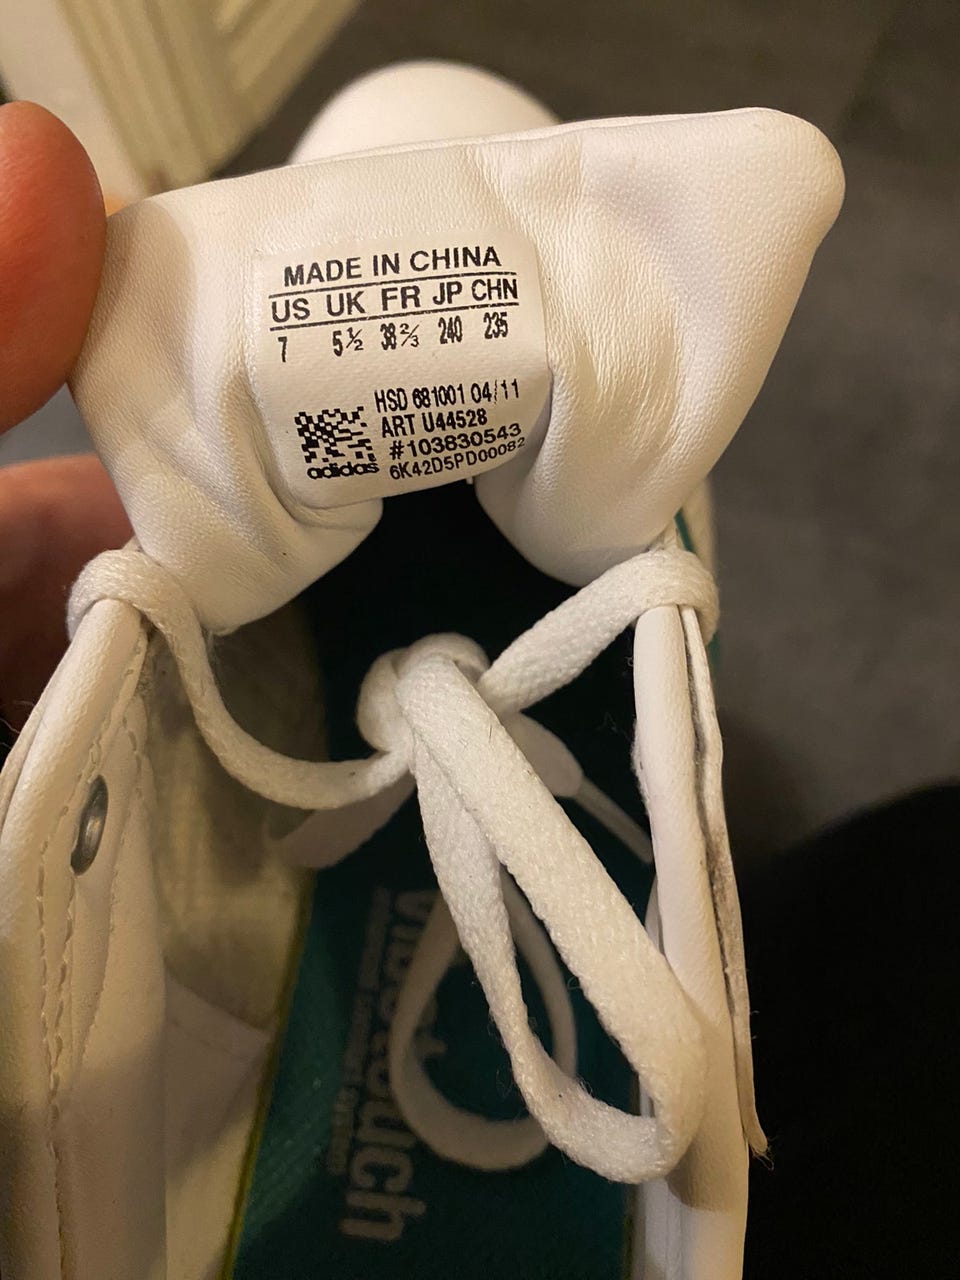 MADE IN CHINA
US UK FR JP CHN
7 5½ 38⅔ 240 235
HSD 681001 04/11
ART U44528
#103830543
6K42D5PD00082
adidas